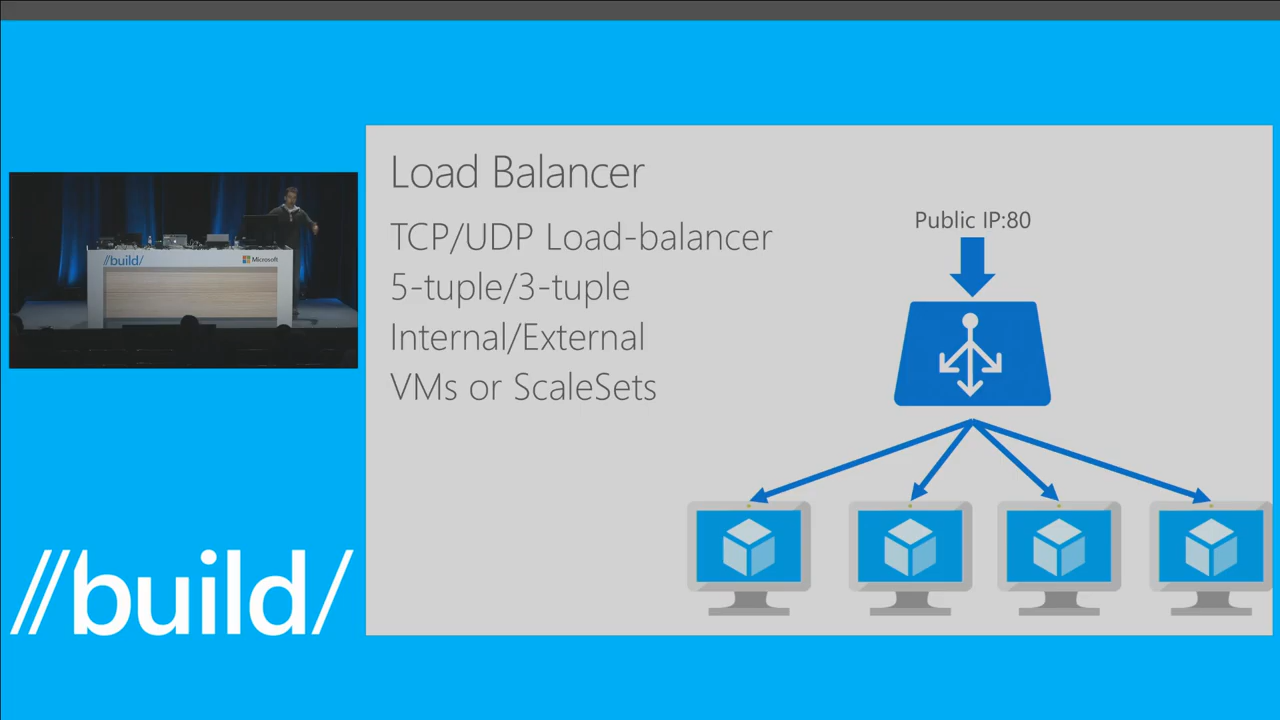 Load Balancer
TCP/UDP Load-balancer
5-tuple/3-tuple
Internal/External
VMs or ScaleSets
Public IP:80
//build/
Microsoft
//build/